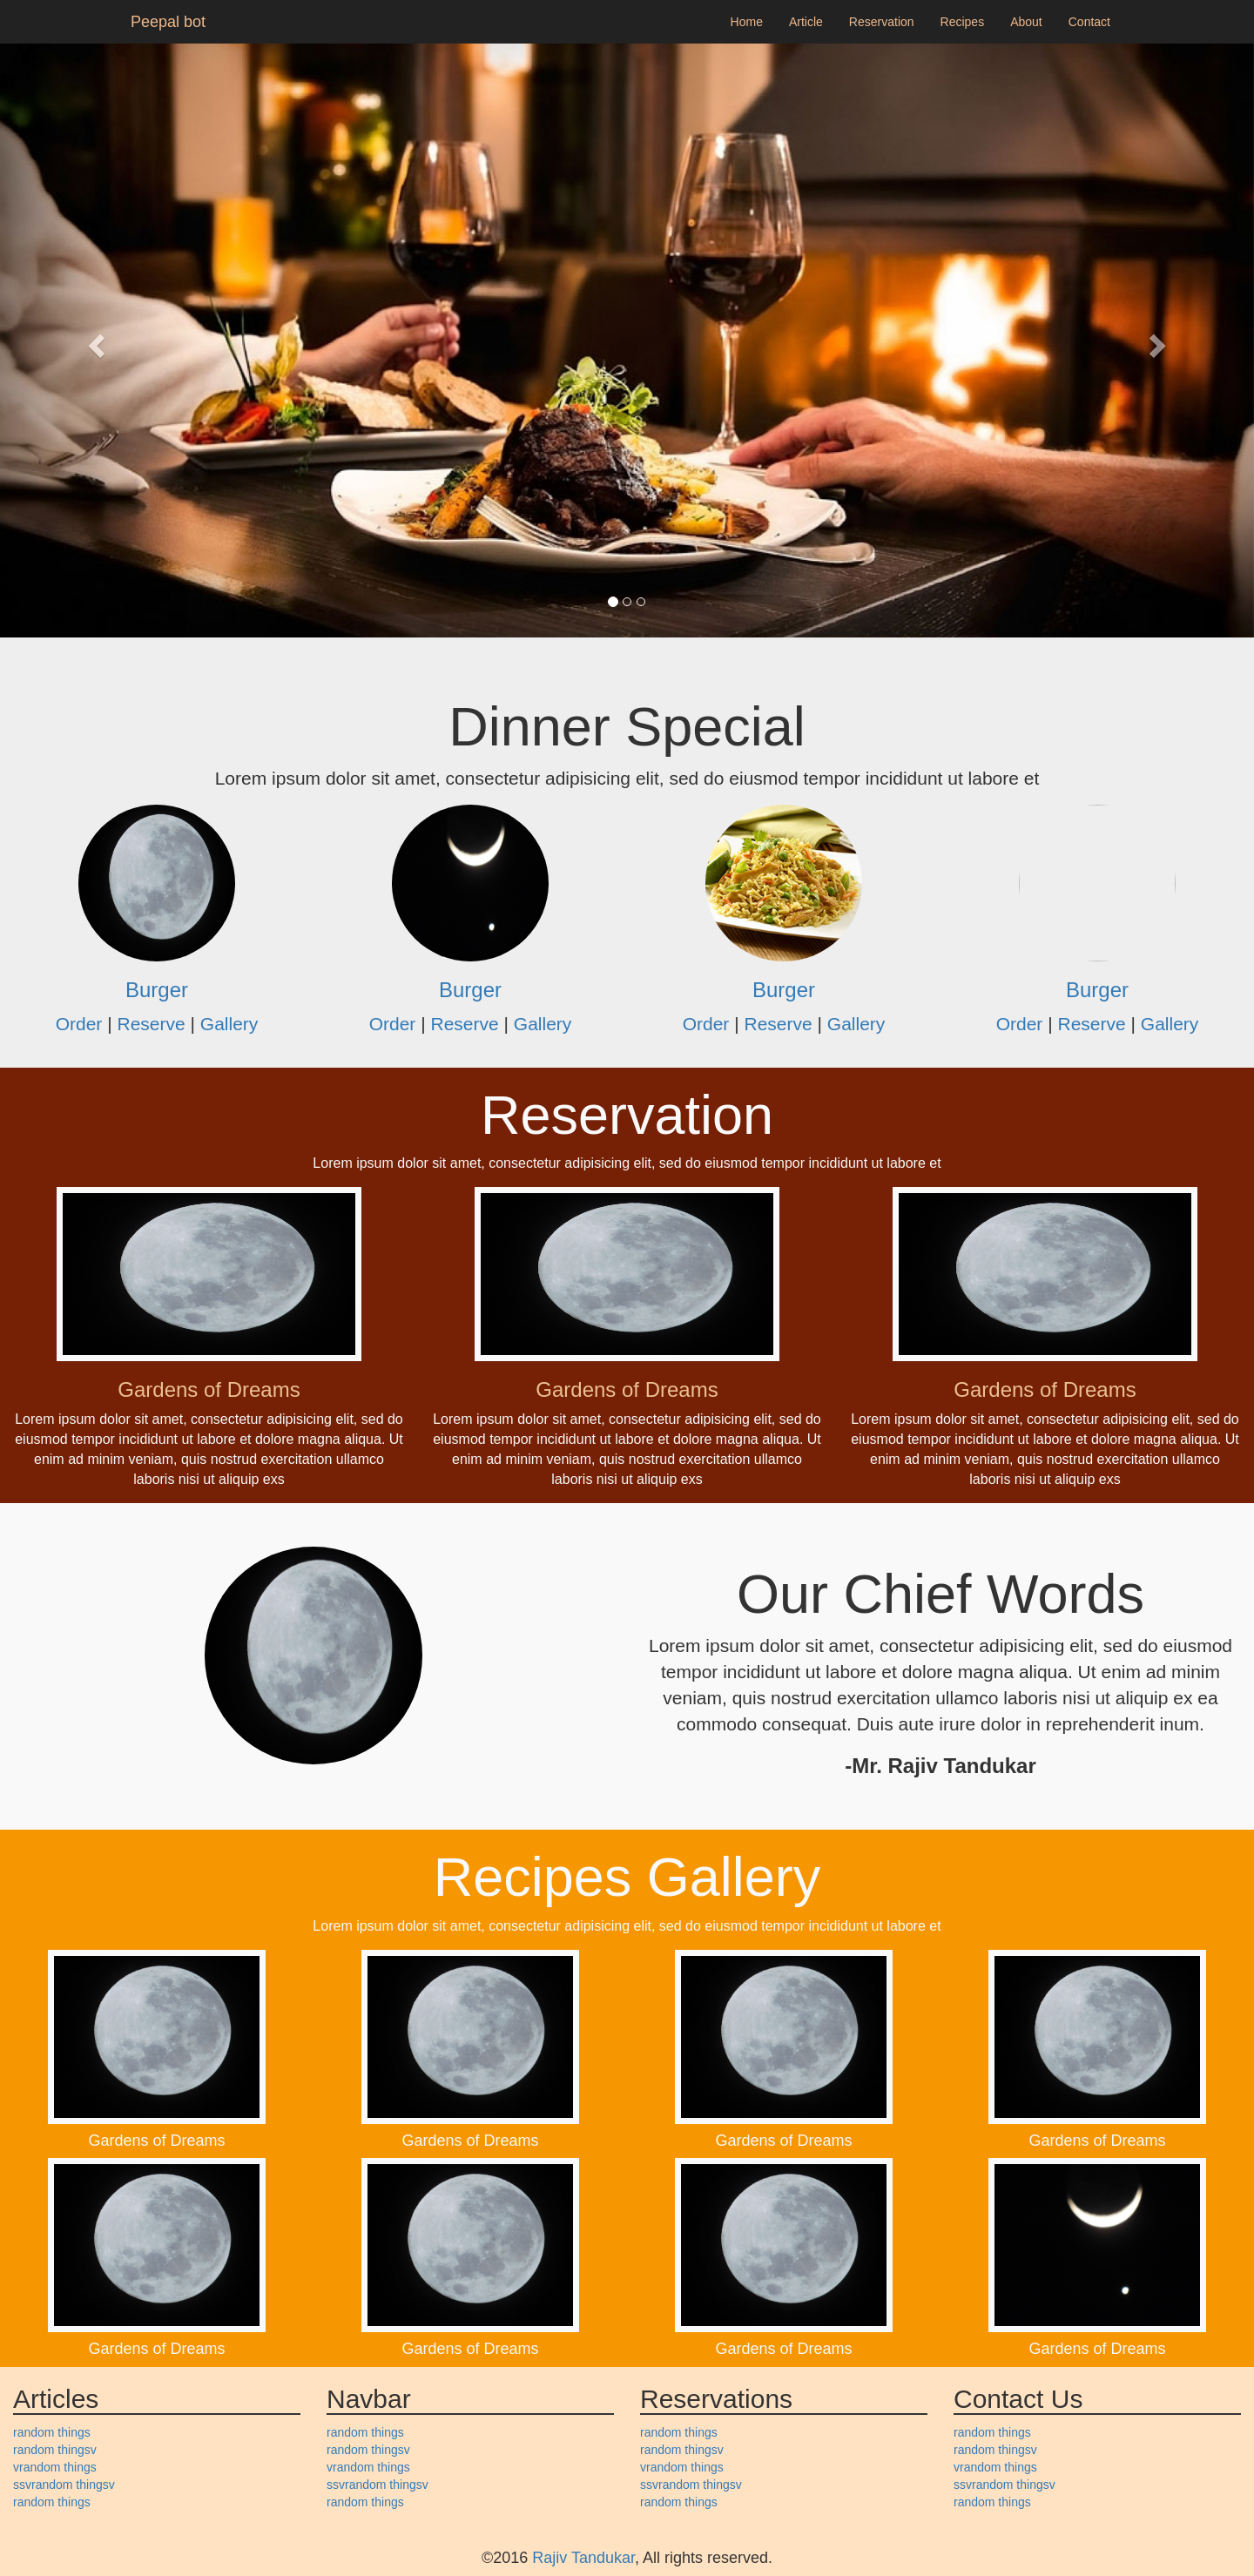 Peepal bot
Home Article Reservation Recipes About Contact
Dinner Special
Lorem ipsum dolor sit amet, consectetur adipisicing elit, sed do eiusmod tempor incididunt ut labore et
Burger Burger Burger Burger
Order | Reserve | Gallery Order | Reserve | Gallery Order | Reserve | Gallery Order | Reserve | Gallery
Reservation
Lorem ipsum dolor sit amet, consectetur adipisicing elit, sed do eiusmod tempor incididunt ut labore et
Gardens of Dreams
Lorem ipsum dolor sit amet, consectetur adipisicing elit, sed do
eiusmod tempor incididunt ut labore et dolore magna aliqua. Ut
enim ad minim veniam, quis nostrud exercitation ullamco
laboris nisi ut aliquip exs
Gardens of Dreams
Lorem ipsum dolor sit amet, consectetur adipisicing elit, sed do
eiusmod tempor incididunt ut labore et dolore magna aliqua. Ut
enim ad minim veniam, quis nostrud exercitation ullamco
laboris nisi ut aliquip exs
Gardens of Dreams
Lorem ipsum dolor sit amet, consectetur adipisicing elit, sed do
eiusmod tempor incididunt ut labore et dolore magna aliqua. Ut
enim ad minim veniam, quis nostrud exercitation ullamco
laboris nisi ut aliquip exs
Our Chief Words
Lorem ipsum dolor sit amet, consectetur adipisicing elit, sed do eiusmod
tempor incididunt ut labore et dolore magna aliqua. Ut enim ad minim
veniam, quis nostrud exercitation ullamco laboris nisi ut aliquip ex ea
commodo consequat. Duis aute irure dolor in reprehenderit inum.
-Mr. Rajiv Tandukar
Recipes Gallery
Lorem ipsum dolor sit amet, consectetur adipisicing elit, sed do eiusmod tempor incididunt ut labore et
Gardens of Dreams Gardens of Dreams Gardens of Dreams Gardens of Dreams
Gardens of Dreams Gardens of Dreams Gardens of Dreams Gardens of Dreams
Articles
random things
random thingsv
vrandom things
ssvrandom thingsv
random things
Navbar
random things
random thingsv
vrandom things
ssvrandom thingsv
random things
Reservations
random things
random thingsv
vrandom things
ssvrandom thingsv
random things
Contact Us
random things
random thingsv
vrandom things
ssvrandom thingsv
random things
©2016 Rajiv Tandukar, All rights reserved.